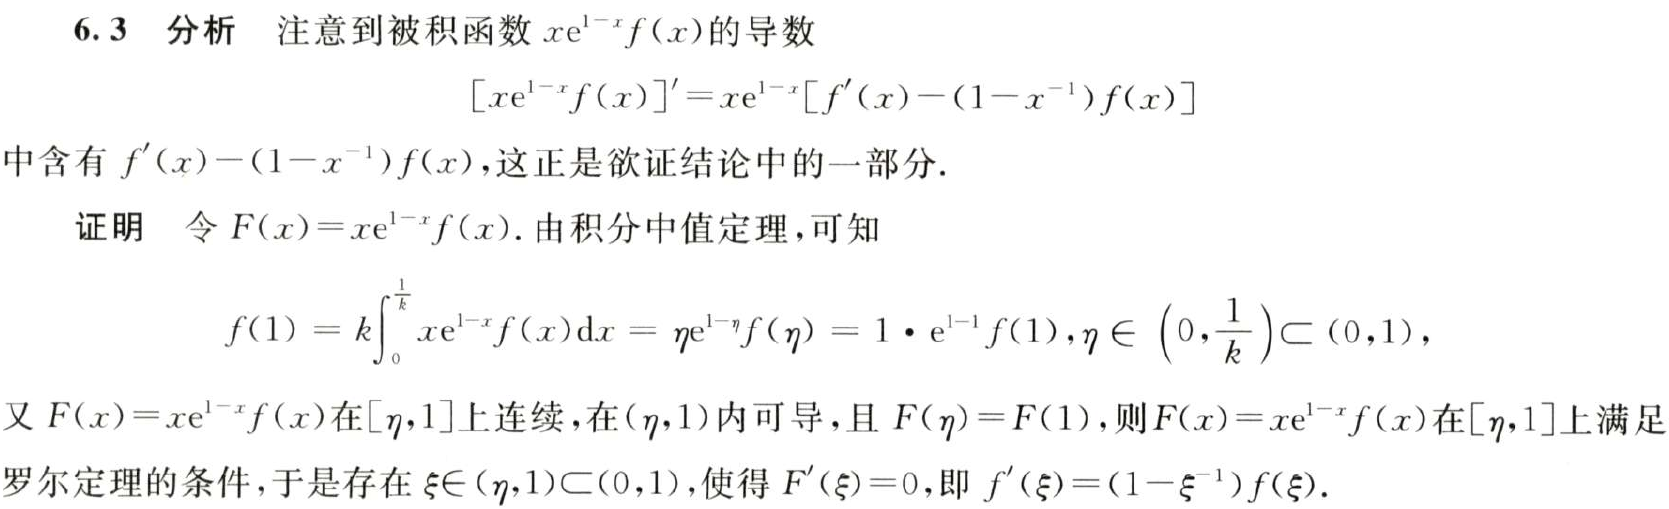 6.3 分析 注意到被积函数 $xe^{1-x}f(x)$的导数
$[xe^{1-x}f(x)]'=xe^{1-x}[f'(x)-(1-x^{-1})f(x)]$
中含有 $f'(x)-(1-x^{-1})f(x)$,这正是欲证结论中的一部分.
证明 令 $F(x)=xe^{1-x}f(x)$.由积分中值定理,可知
$f(1)=k\int_0^{\frac{1}{k}}xe^{1-x}f(x)\mathrm{d}x=\eta e^{1-\eta}f(\eta)=1\cdot e^{1-1}f(1),\eta\in\left(0,\frac{1}{k}\right)\subset(0,1),$
又 $F(x)=xe^{1-x}f(x)$在$[\eta,1]$上连续,在$(\eta,1)$内可导,且 $F(\eta)=F(1)$,则$F(x)=xe^{1-x}f(x)$在$[\eta,1]$上满足
罗尔定理的条件,于是存在 $\xi\in(\eta,1)\subset(0,1)$,使得 $F'(\xi)=0$,即 $f'(\xi)=(1-\xi^{-1})f(\xi)$.